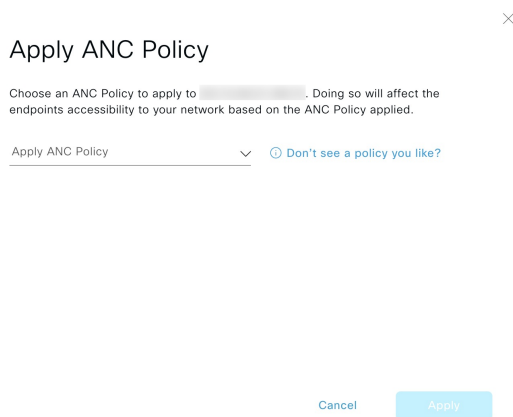 Apply ANC Policy
Choose an ANC Policy to apply to . Doing so will affect the
endpoints accessibility to your network based on the ANC Policy applied.
Apply ANC Policy
Don't see a policy you like?
Cancel
Apply